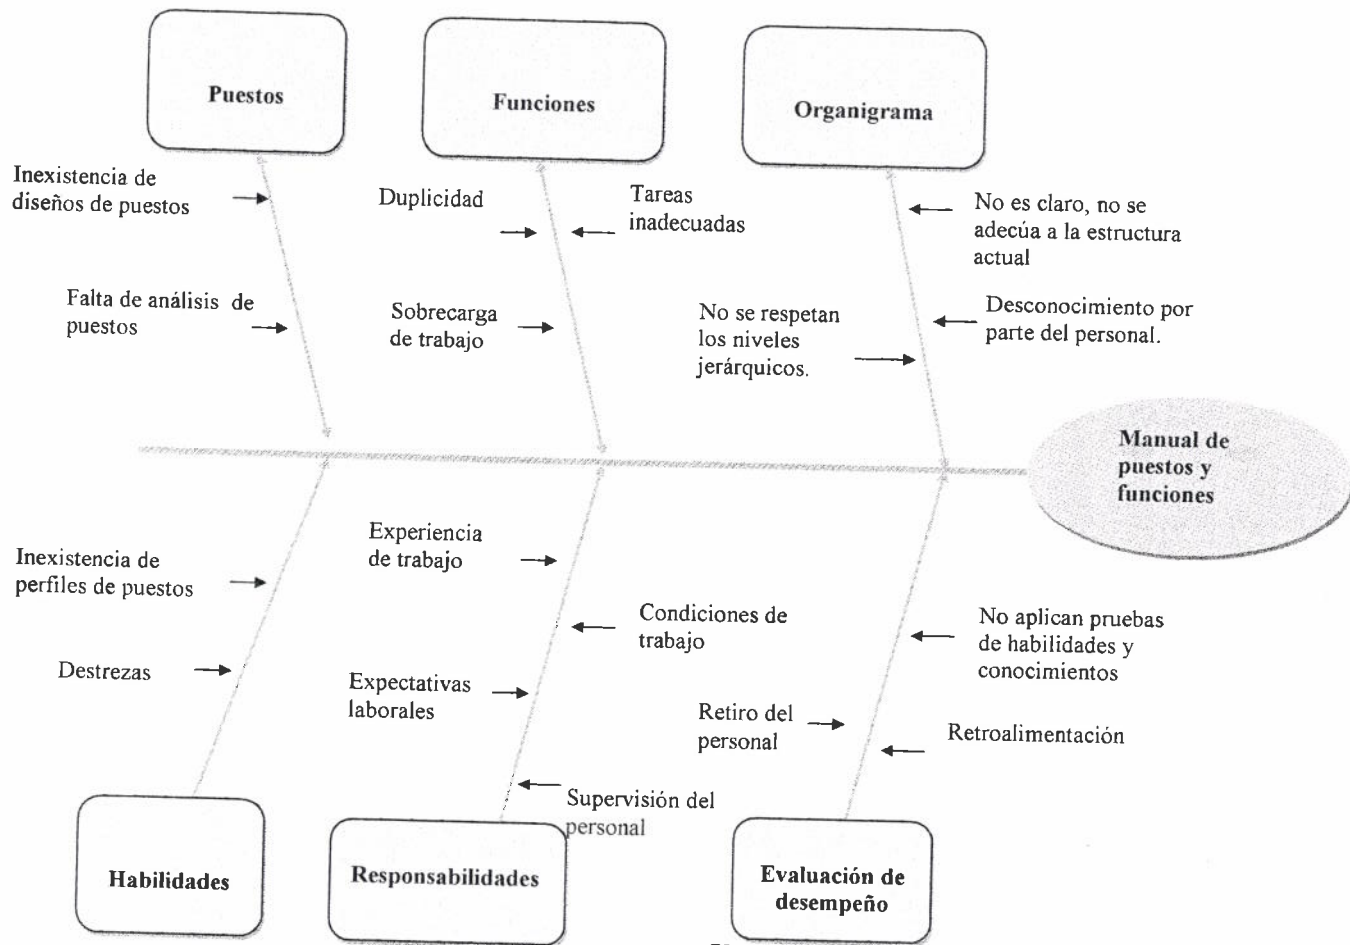 Puestos
Funciones
Organigrama
Inexistencia de
diseños de puestos
Falta de análisis de
puestos
Duplicidad
Tareas
inadecuadas
Sobrecarga
de trabajo
No es claro, no se
adecúa a la estructura
actual
No se respetan
los niveles
jerárquicos.
Desconocimiento por
parte del personal.
Manual de
puestos y
funciones
Inexistencia de
perfiles de puestos
Destrezas
Experiencia
de trabajo
Condiciones de
trabajo
Expectativas
laborales
Supervisión del
personal
No aplican pruebas
de habilidades y
conocimientos
Retiro del
personal
Retroalimentación
Habilidades
Responsabilidades
Evaluación de
desempeño